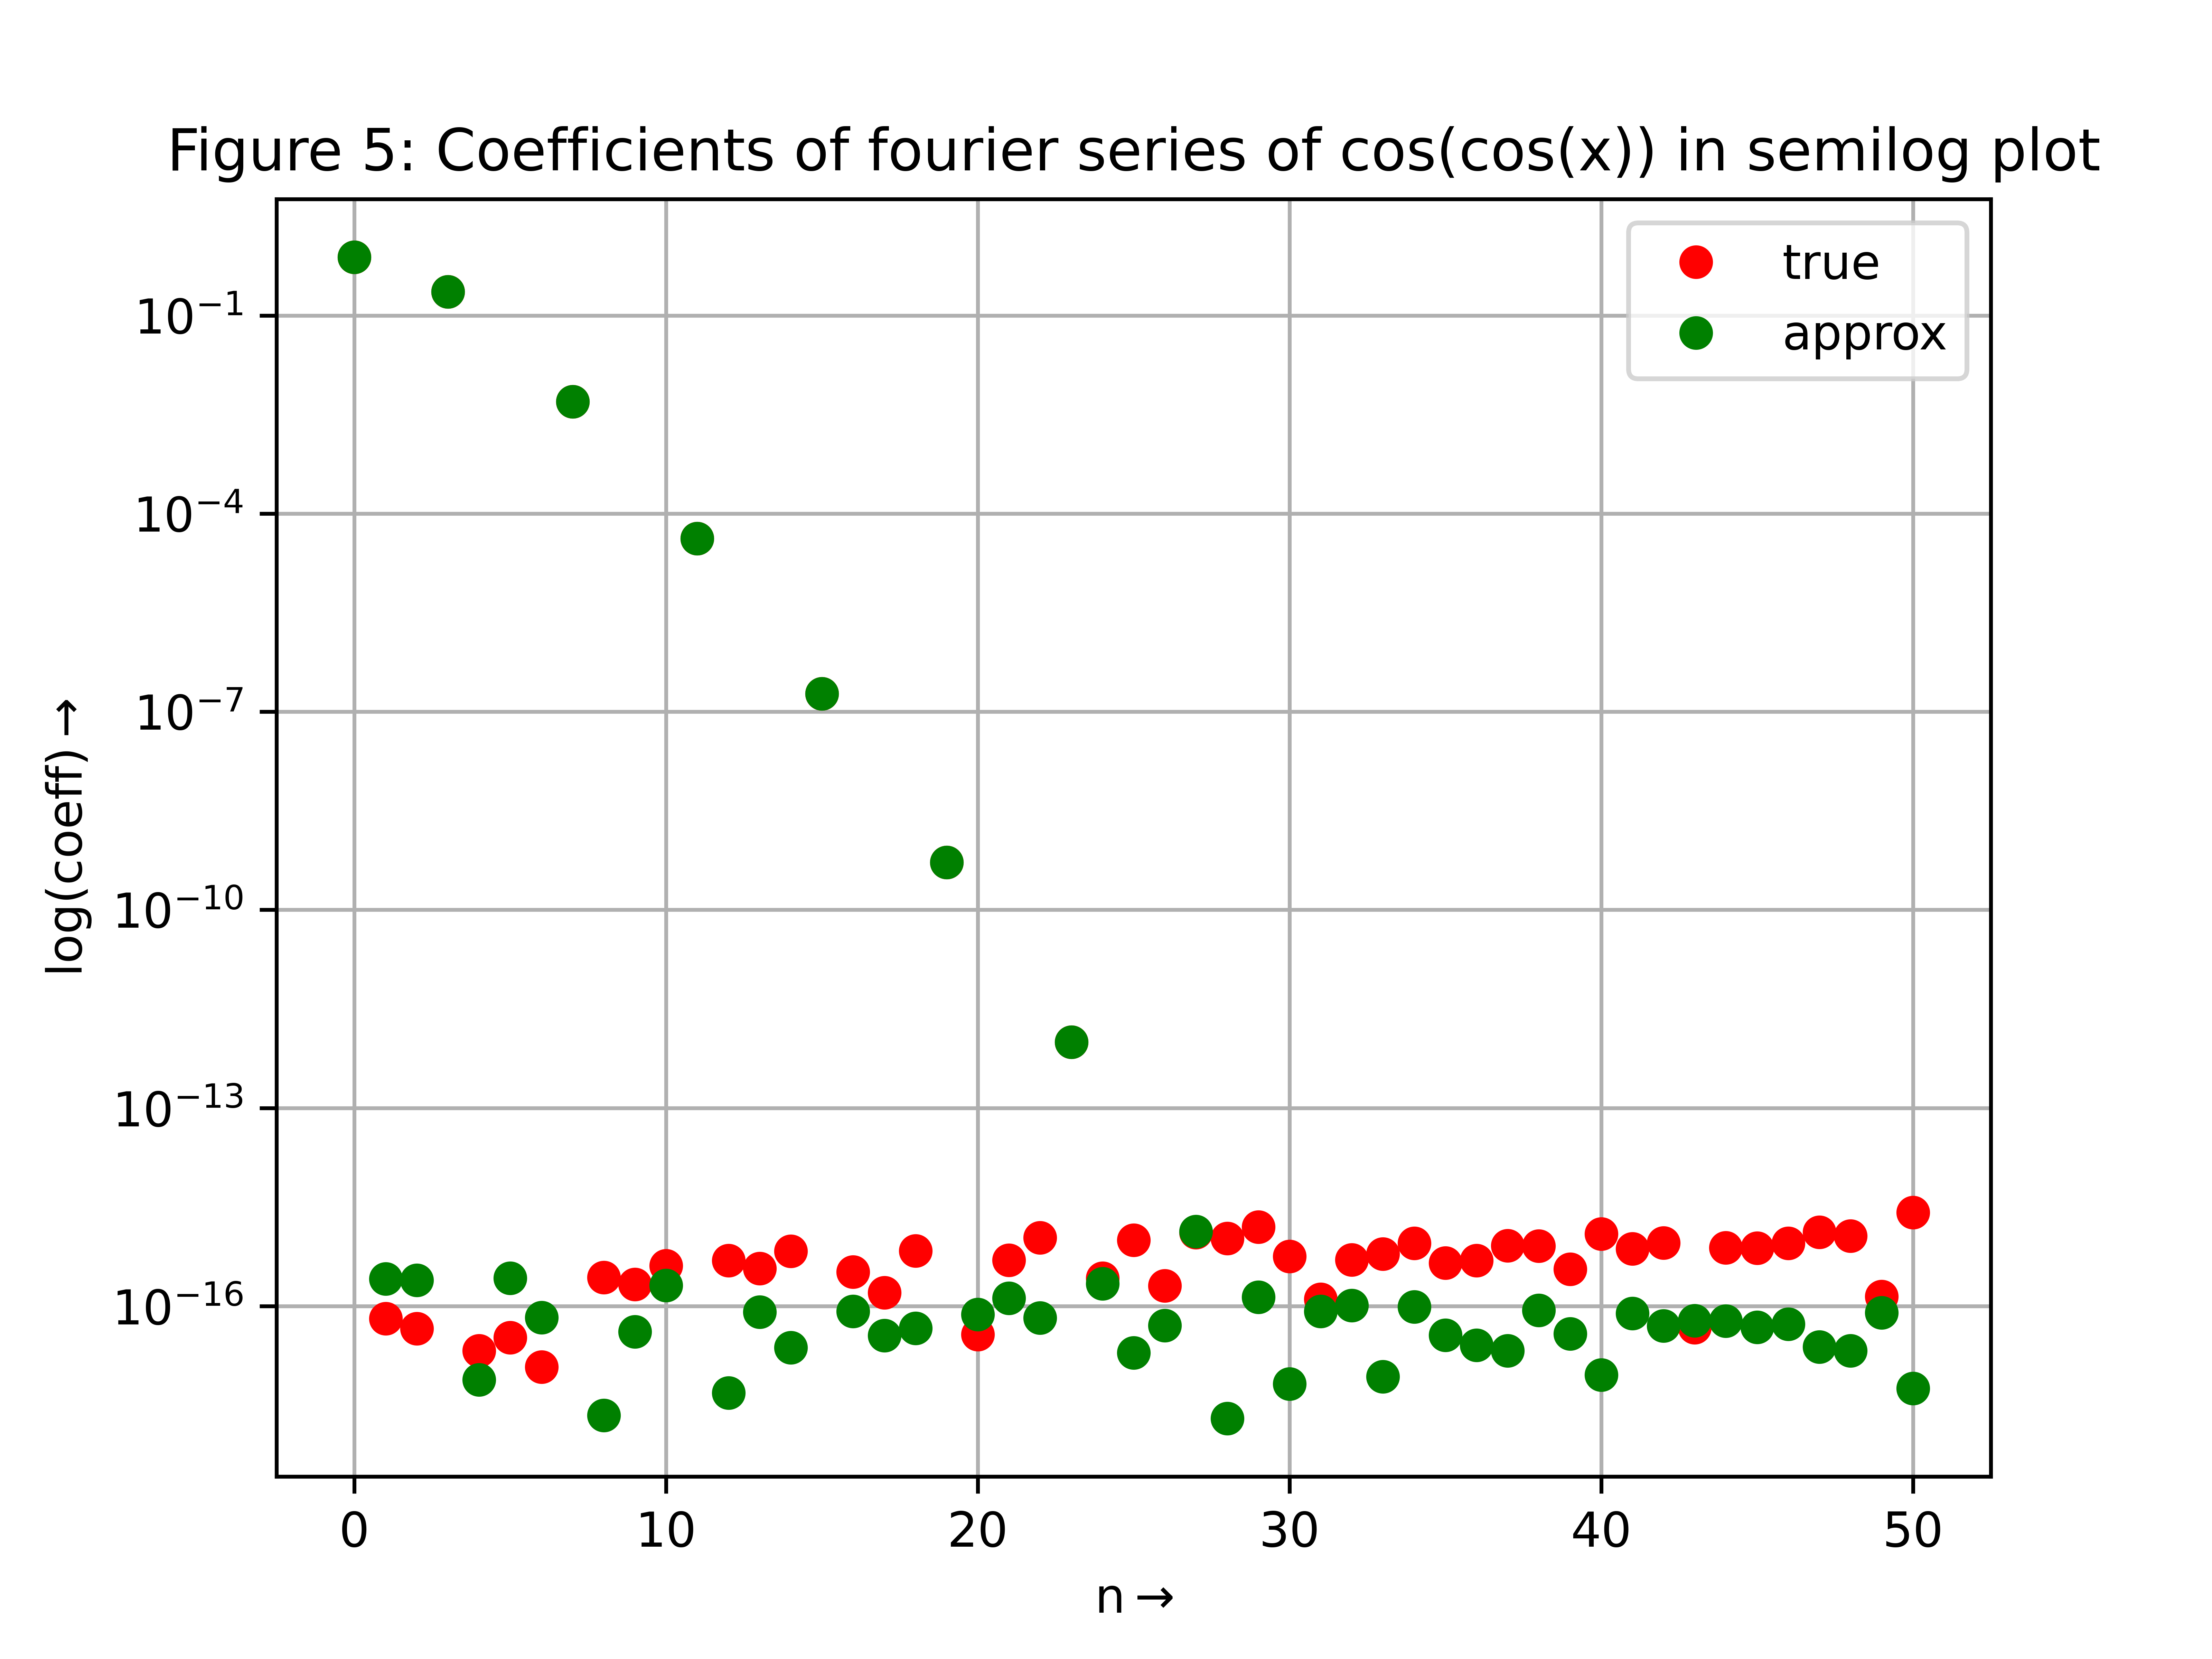 Figure 5: Coefficients of fourier series of cos(cos(x)) in semilog plot
true
approx
10⁻¹
10⁻⁴
10⁻⁷
10⁻¹⁰
10⁻¹³
10⁻¹⁶
log(coeff)→
0 10 20 30 40 50
n→